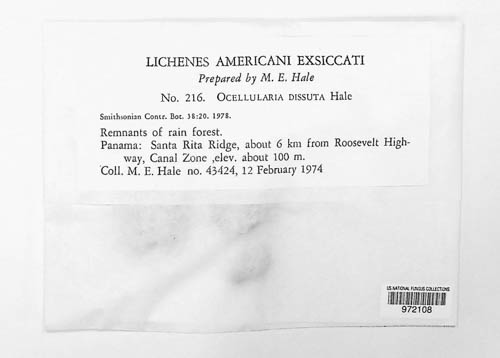 LICHENES AMERICANI EXSICCATI
Prepared by M. E. Hale
No. 216. OCELLULARIA DISSUTA Hale
Smithsonian Contr. Bot. 38:20. 1978.
Remnants of rain forest.
Panama: Santa Rita Ridge, about 6 km from Roosevelt High-
way, Canal Zone ,elev. about 100 m.
Coll. M. E. Hale no. 43424, 12 February 1974
US NATIONAL FUNGUS COLLECTIONS
972108